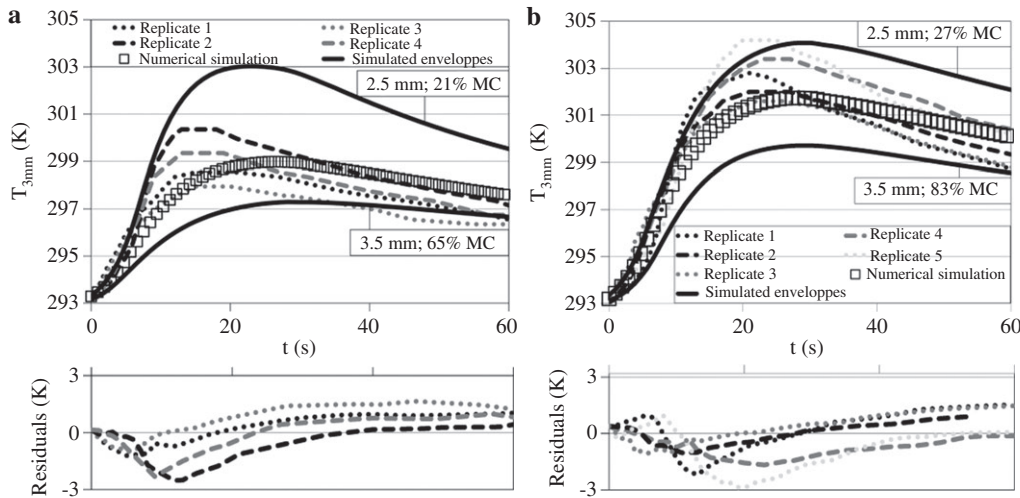 a
Replicate 1
Replicate 3
Replicate 2
Replicate 4
Numerical simulation
Simulated enveloppes
2.5 mm; 21% MC
3.5 mm; 65% MC
305
303
301
299
297
295
293
T3mm (K)
0
20
40
60
t (s)
3
0
-3
Residuals (K)
b
2.5 mm; 27% MC
3.5 mm; 83% MC
Replicate 1
Replicate 4
Replicate 2
Replicate 5
Replicate 3
Numerical simulation
Simulated enveloppes
305
303
301
299
297
295
293
T3mm (K)
0
20
40
60
t (s)
3
0
-3
Residuals (K)